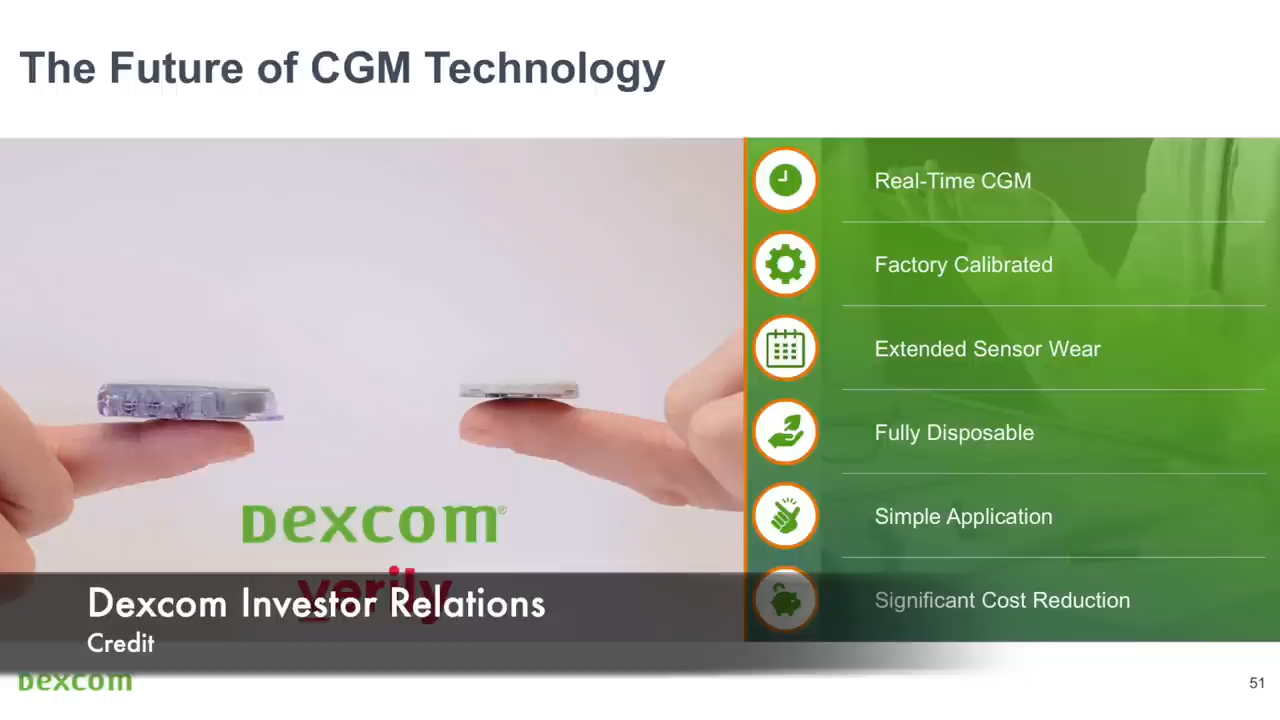 The Future of CGM Technology
Real-Time CGM
Factory Calibrated
Extended Sensor Wear
Fully Disposable
Simple Application
Significant Cost Reduction
Dexcom®
verily
Dexcom Investor Relations
Credit
Dexcom
51